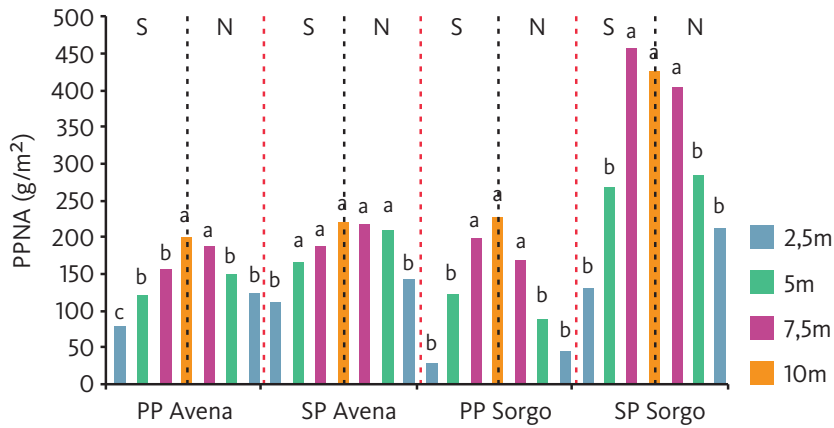 PPNA (g/m²)
500
450
400
350
300
250
200
150
100
50
0
S N S N S N S N
c b b a a b b
b a a a a a b
b b a a a b b
b b a a a b b
PP Avena SP Avena PP Sorgo SP Sorgo
2,5m
5m
7,5m
10m